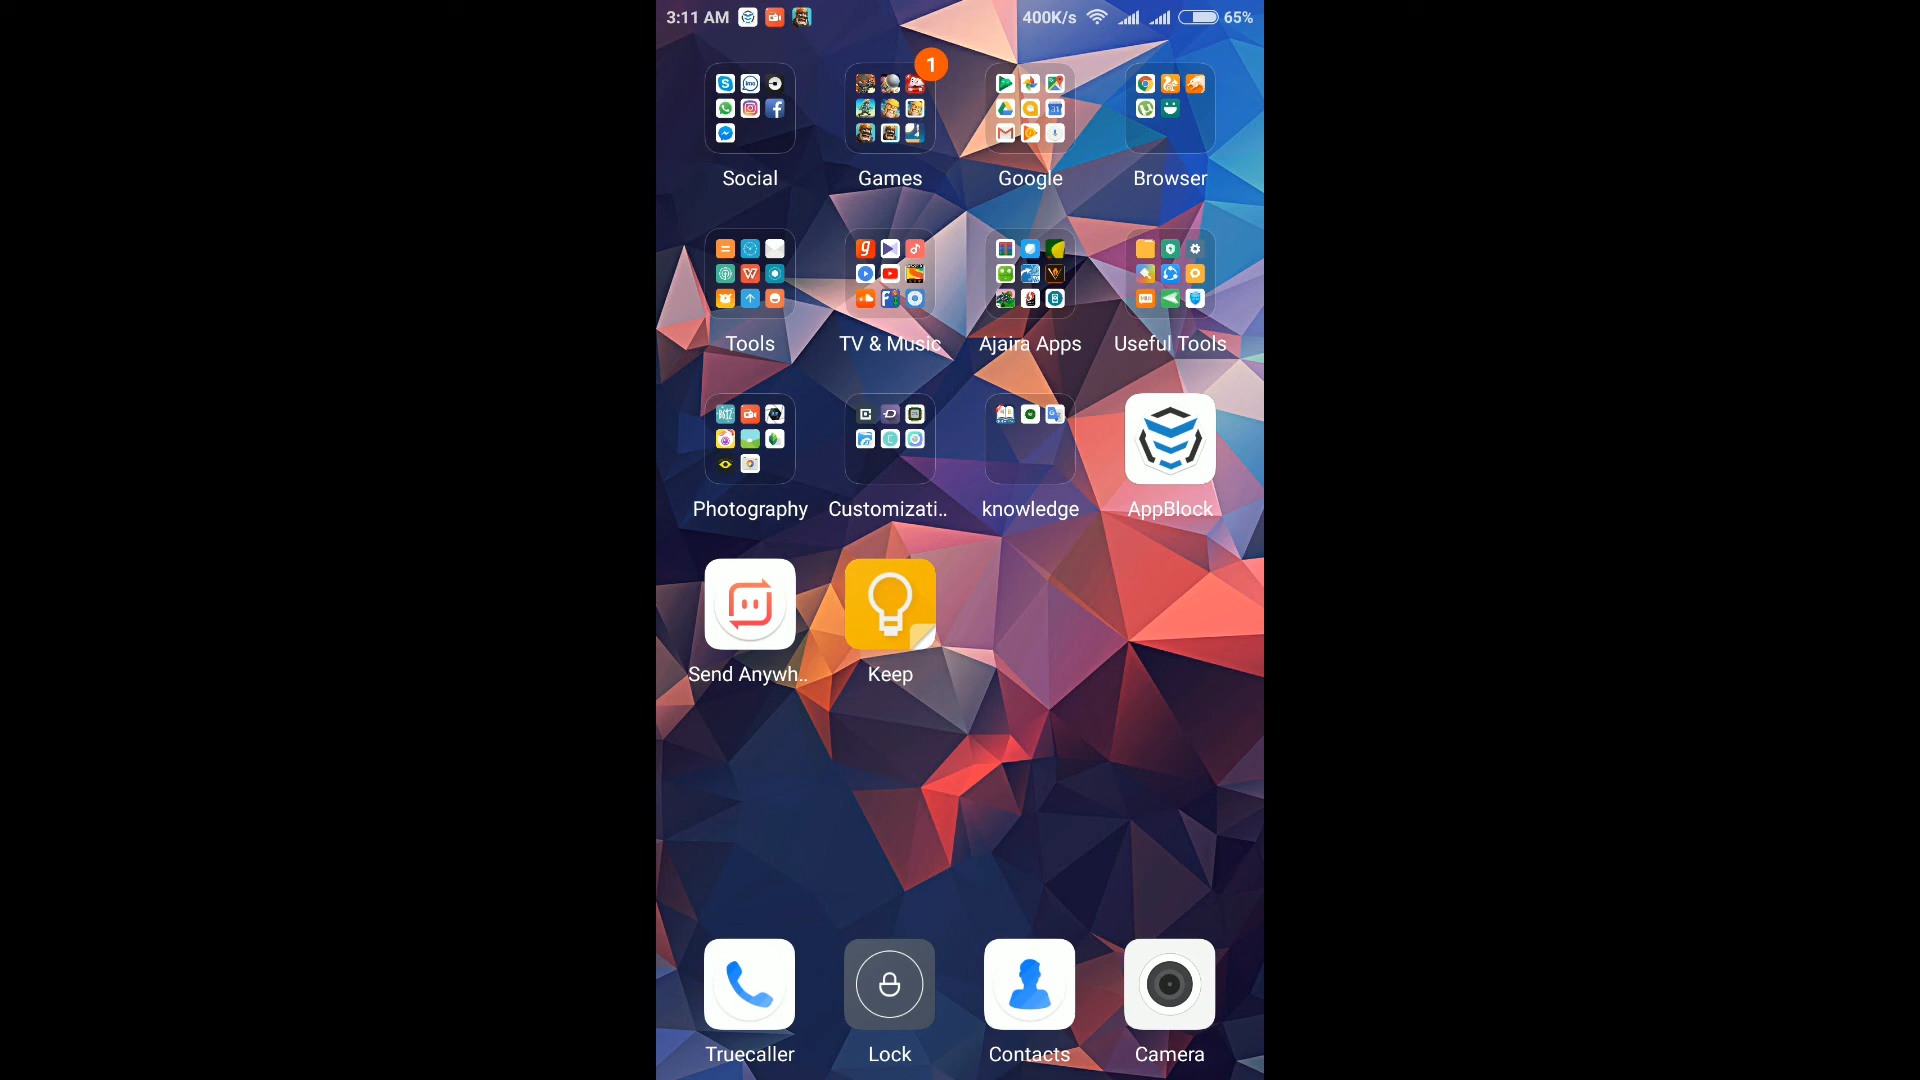 3:11 AM 400K/s 65%
1
Social Games Google Browser
Tools TV & Music Ajaira Apps Useful Tools
Photography Customizati.. knowledge AppBlock
Send Anywh.. Keep
Truecaller Lock Contacts Camera